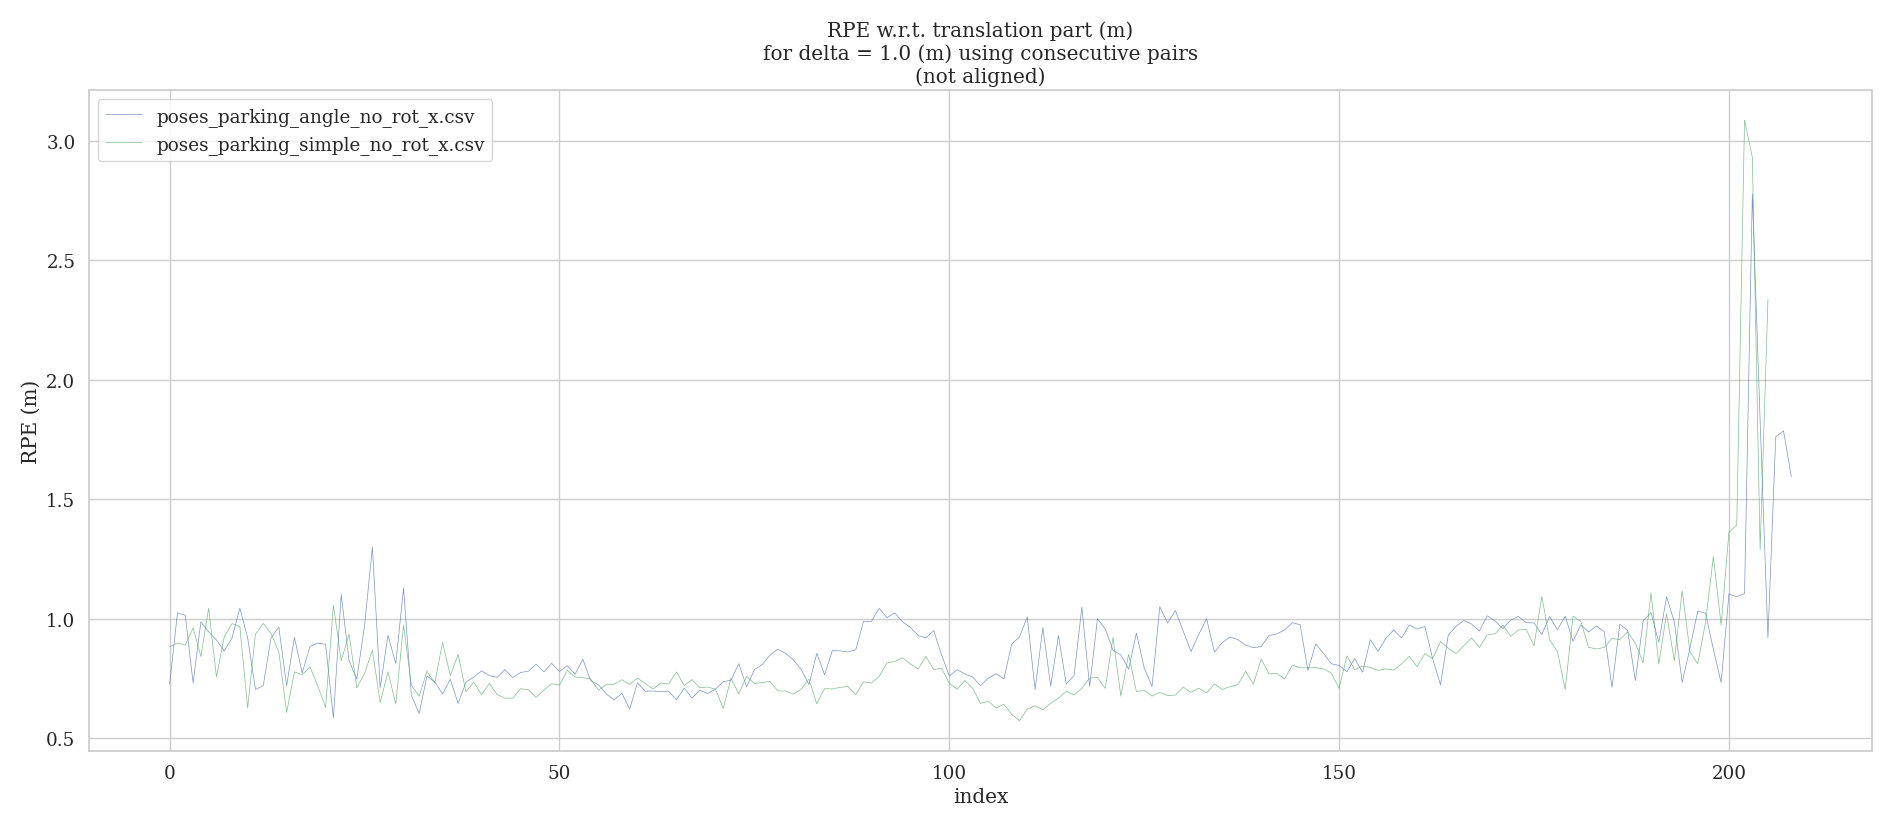 RPE w.r.t. translation part (m)
for delta = 1.0 (m) using consecutive pairs
(not aligned)
poses_parking_angle_no_rot_x.csv
poses_parking_simple_no_rot_x.csv
3.0
2.5
2.0
1.5
1.0
0.5
RPE (m)
0 50 100 150 200
index